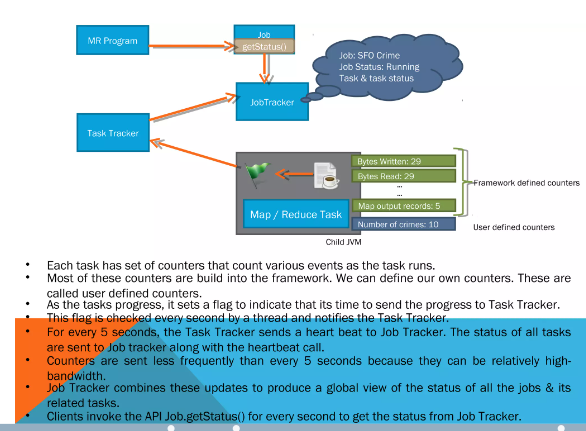 MR Program
Job
getStatus()
Job: SFO Crime
Job Status: Running
Task & task status
JobTracker
Task Tracker
Bytes Written: 29
Bytes Read: 29
...
...
Map output records: 5
Framework defined counters
Map / Reduce Task
Number of crimes: 10
User defined counters
Child JVM
• Each task has set of counters that count various events as the task runs.
• Most of these counters are build into the framework. We can define our own counters. These are
called user defined counters.
• As the tasks progress, it sets a flag to indicate that its time to send the progress to Task Tracker.
• This flag is checked every second by a thread and notifies the Task Tracker.
• For every 5 seconds, the Task Tracker sends a heart beat to Job Tracker. The status of all tasks
are sent to Job tracker along with the heartbeat call.
• Counters are sent less frequently than every 5 seconds because they can be relatively high-
bandwidth.
• Job Tracker combines these updates to produce a global view of the status of all the jobs & its
related tasks.
• Clients invoke the API Job.getStatus() for every second to get the status from Job Tracker.